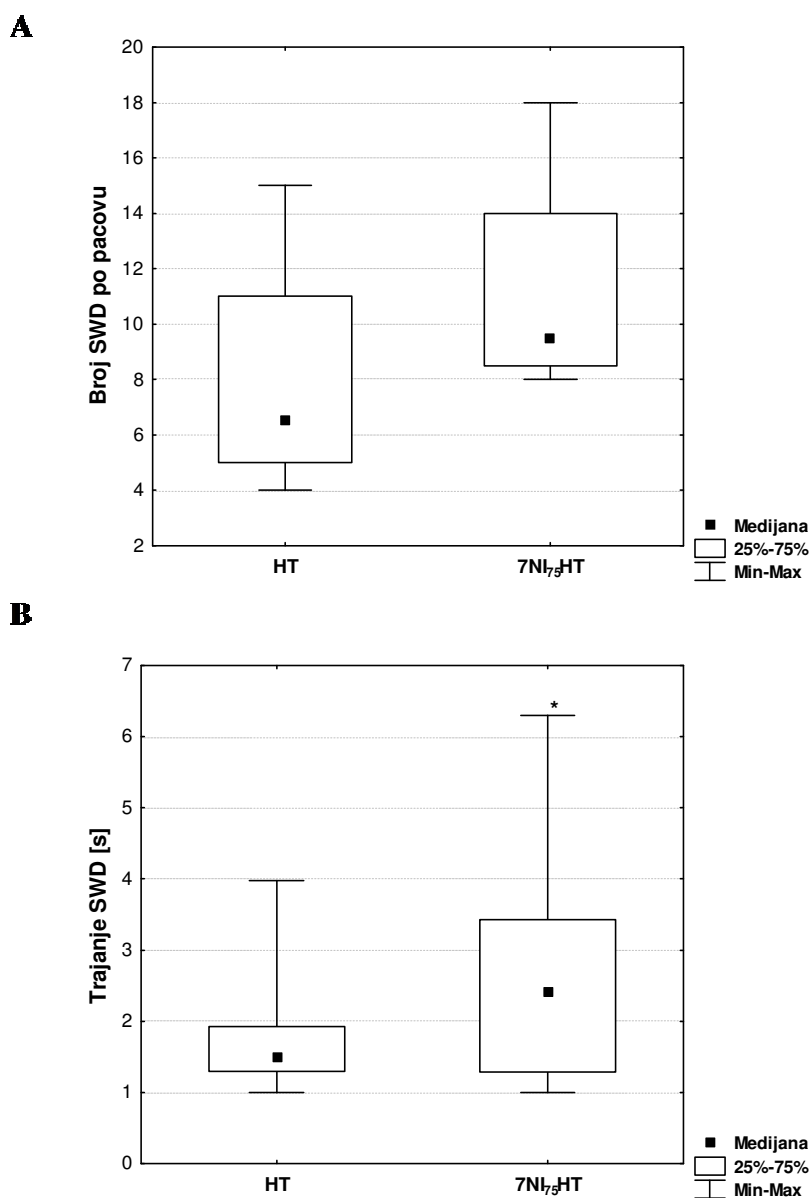 A
Broj SWD po pacovu
20
18
16
14
12
10
8
6
4
2
HT
7NI75HT
Medijana
25%-75%
Min-Max
B
Trajanje SWD [s]
7
6
5
4
3
2
1
0
*
HT
7NI75HT
Medijana
25%-75%
Min-Max